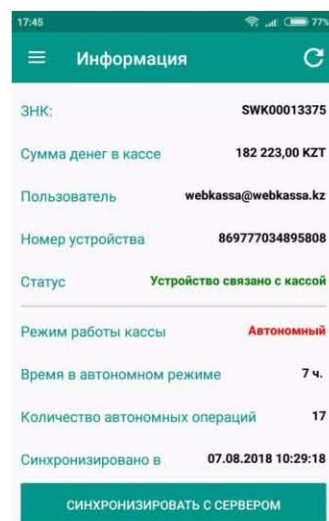 17:45 77%
Информация
ЗНК: SWK00013375
Сумма денег в кассе 182 223,00 KZT
Пользователь webkassa@webkassa.kz
Номер устройства 869777034895808
Статус Устройство связано с кассой
Режим работы кассы Автономный
Время в автономном режиме 7 ч.
Количество автономных операций 17
Синхронизировано в 07.08.2018 10:29:18
СИНХРОНИЗИРОВАТЬ С СЕРВЕРОМ